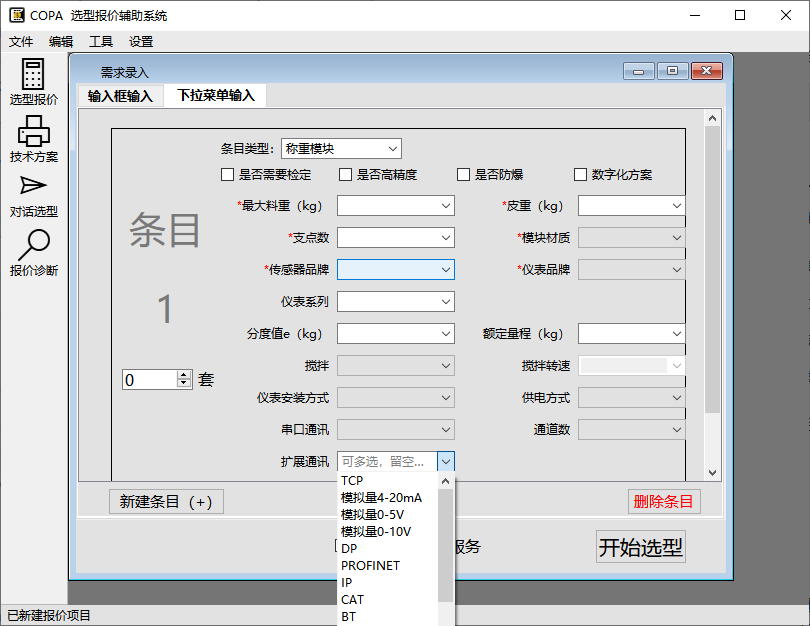 COPA 选型报价辅助系统
文件 编辑 工具 设置
选型报价
技术方案
对话选型
报价诊断
需求录入
输入框输入 下拉菜单输入
条目类型: 称重模块
是否需要检定 是否高精度 是否防爆 数字化方案
条目
1
0 套
*最大料重（kg） *皮重（kg）
*支点数 *模块材质
*传感器品牌 *仪表品牌
仪表系列
分度值e（kg） 额定量程（kg）
搅拌 搅拌转速
仪表安装方式 供电方式
串口通讯 通道数
扩展通讯 可多选，留空...
TCP
模拟量4-20mA
模拟量0-5V
模拟量0-10V
DP
PROFINET
IP
CAT
BT
新建条目（+） 删除条目
服务 开始选型
已新建报价项目